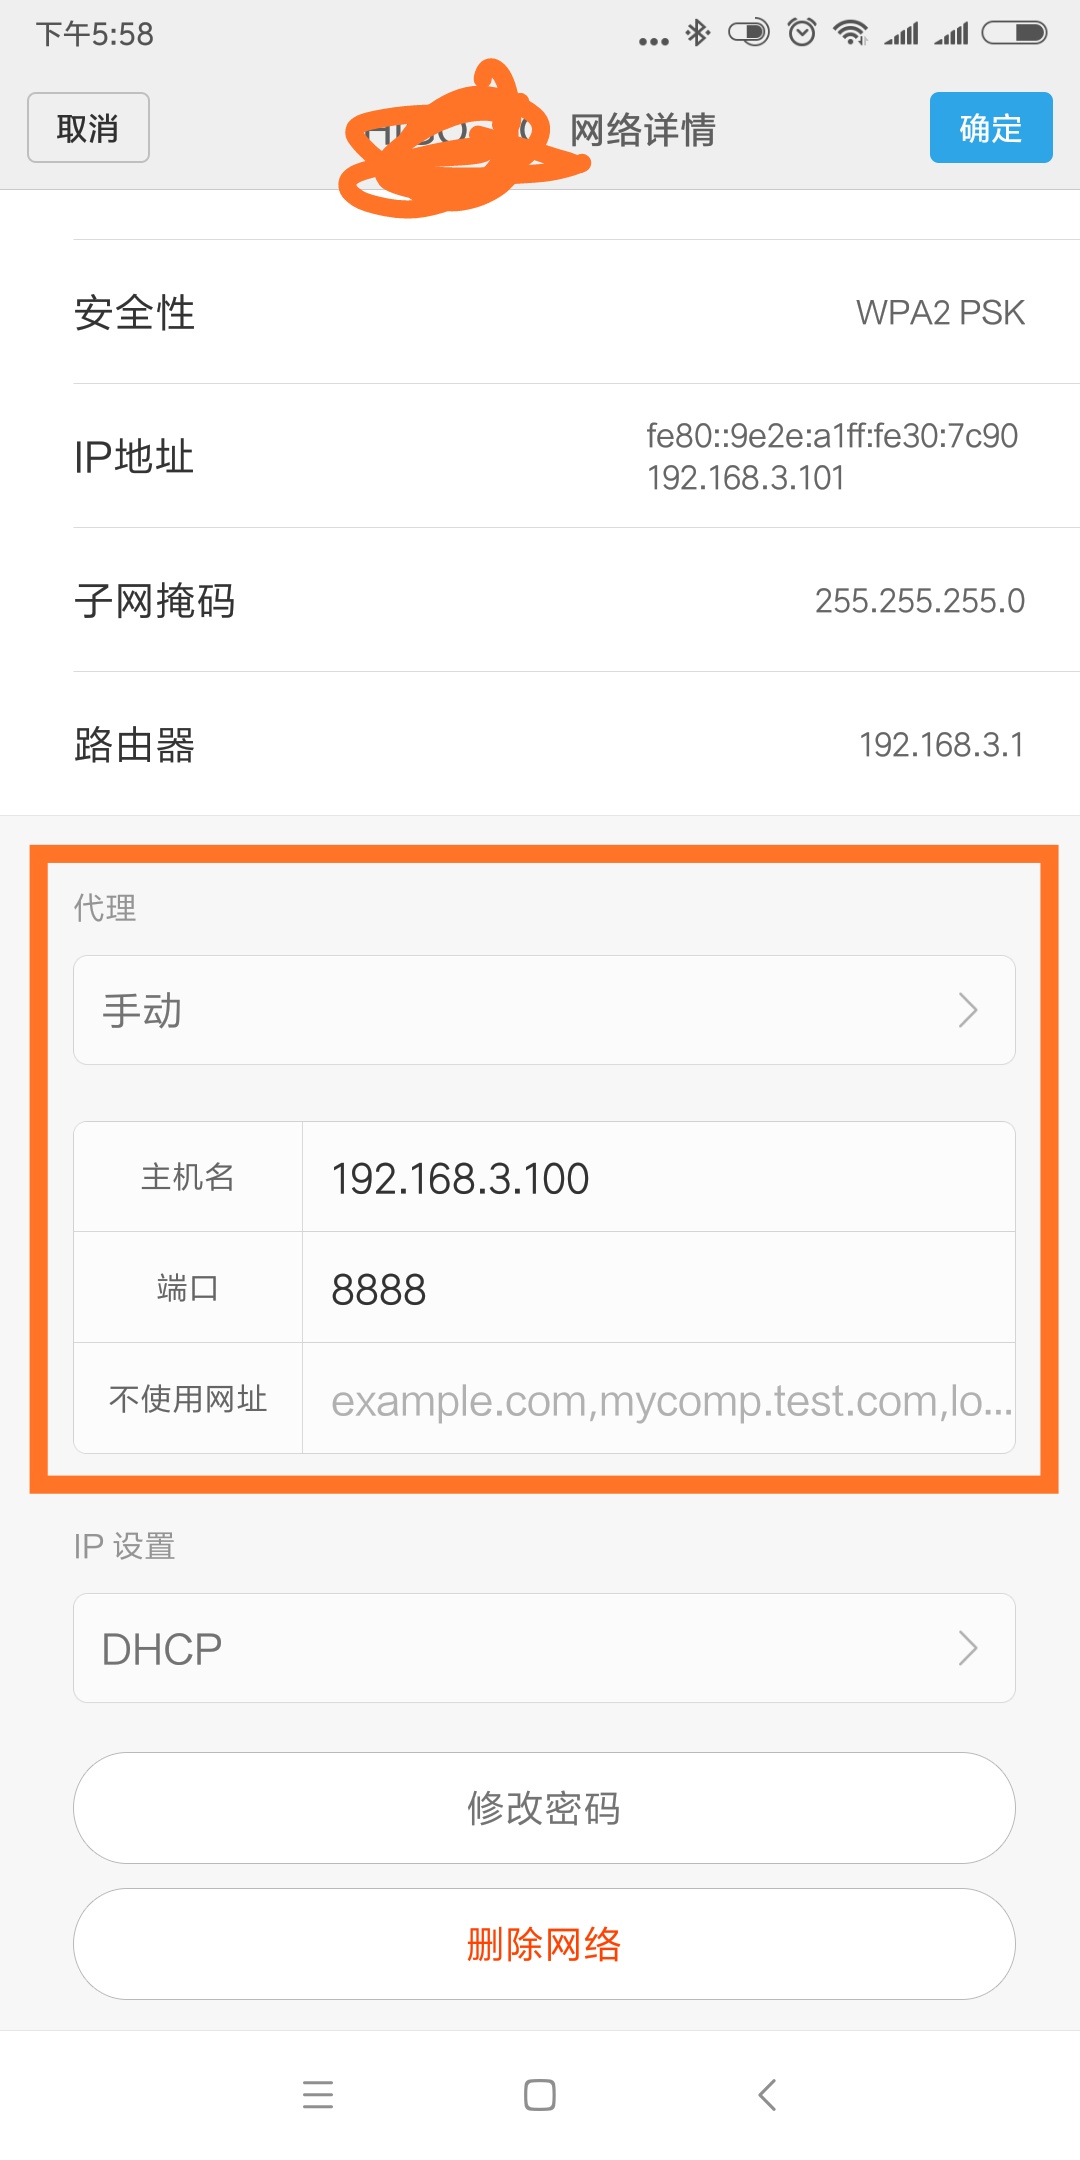 下午5:58
取消
网络详情
确定
安全性
WPA2 PSK
IP地址
fe80::9e2e:a1ff:fe30:7c90
192.168.3.101
子网掩码
255.255.255.0
路由器
192.168.3.1
代理
手动
主机名
192.168.3.100
端口
8888
不使用网址
example.com,mycomp.test.com,lo...
IP 设置
DHCP
修改密码
删除网络